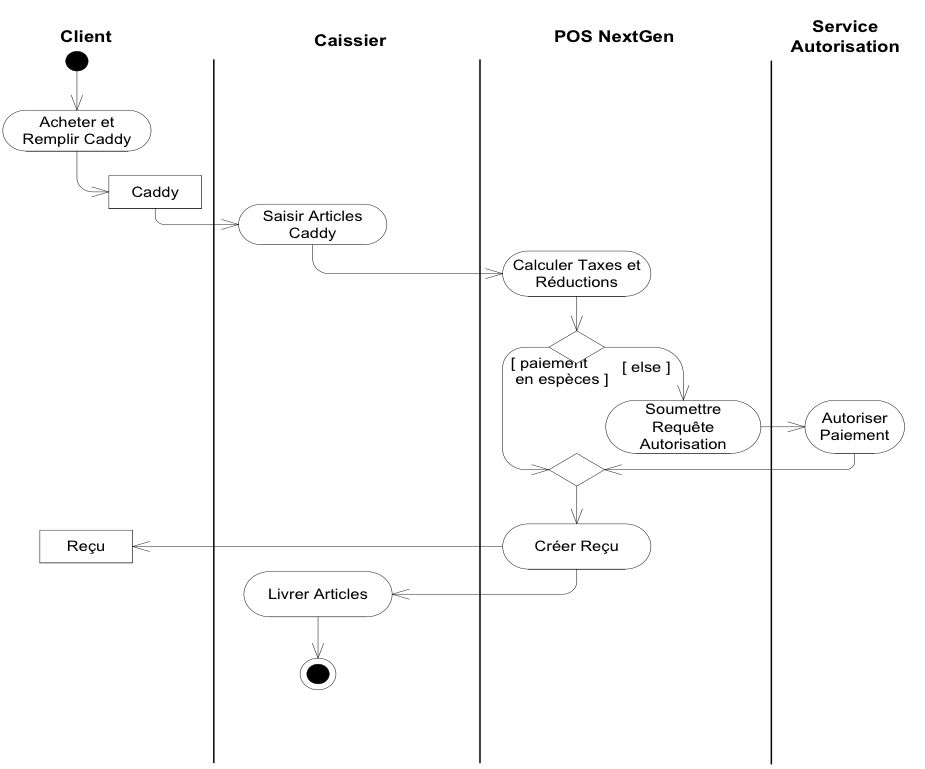 Client
Caissier
POS NextGen
Service
Autorisation
Acheter et
Remplir Caddy
Caddy
Saisir Articles
Caddy
Calculer Taxes et
Réductions
[ paiement
en espèces ]
[ else ]
Soumettre
Requête
Autorisation
Autoriser
Paiement
Reçu
Créer Reçu
Livrer Articles